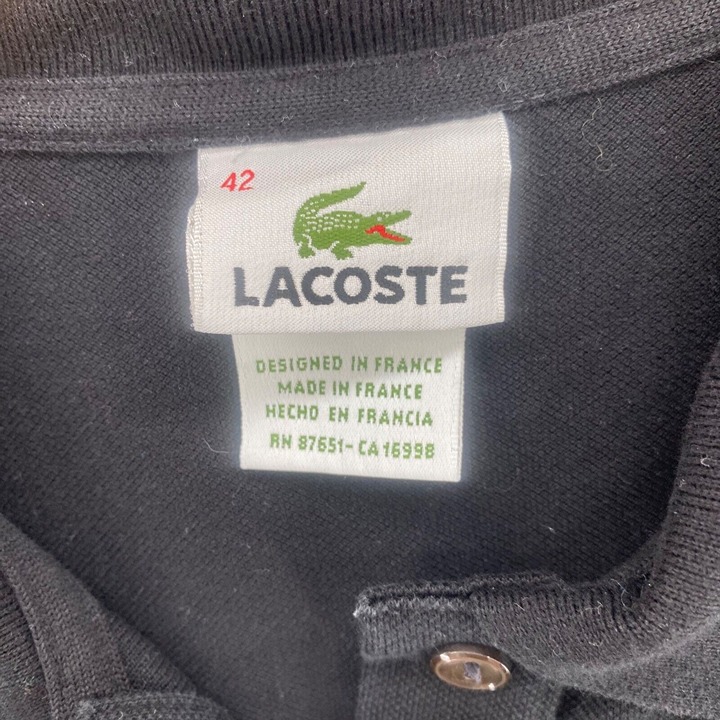 42
LACOSTE
DESIGNED IN FRANCE
MADE IN FRANCE
HECHO EN FRANCIA
RN 87651-CA 16998